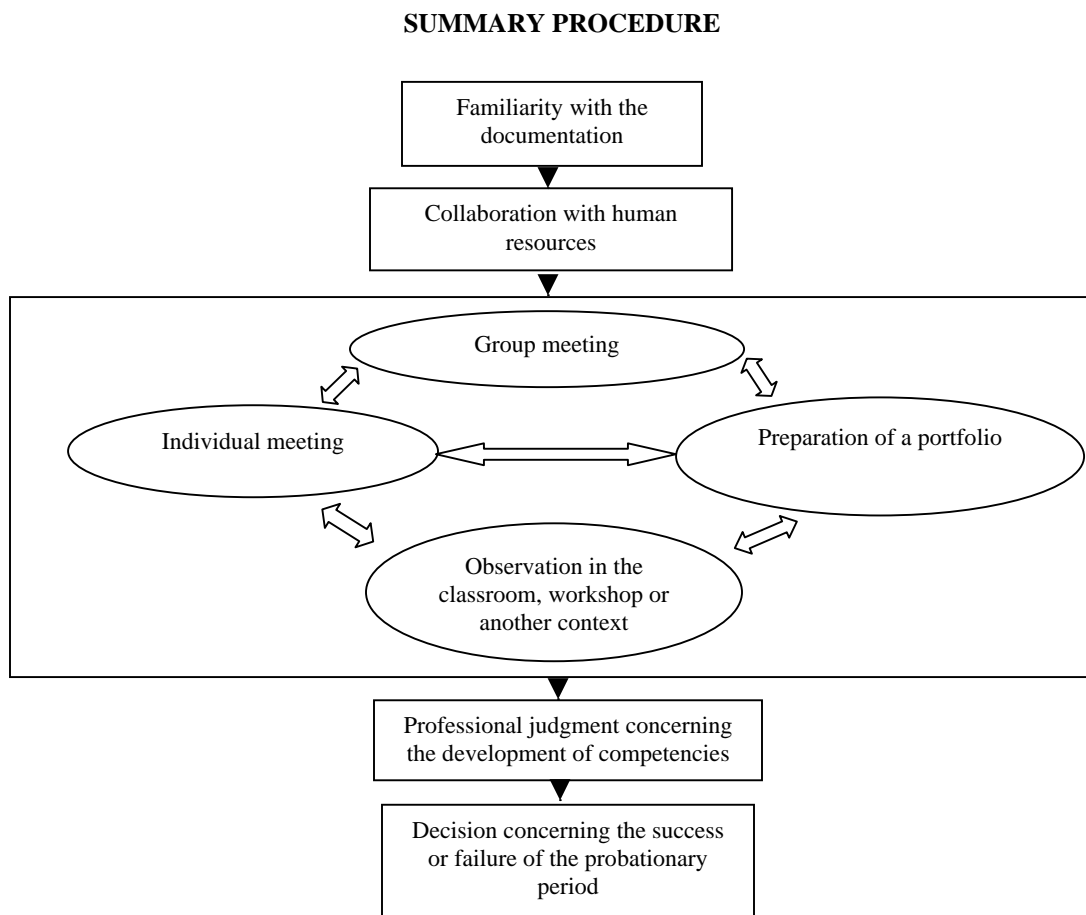 SUMMARY PROCEDURE
Familiarity with the
documentation
Collaboration with human
resources
Group meeting
Individual meeting
Preparation of a portfolio
Observation in the
classroom, workshop or
another context
Professional judgment concerning
the development of competencies
Decision concerning the success
or failure of the probationary
period